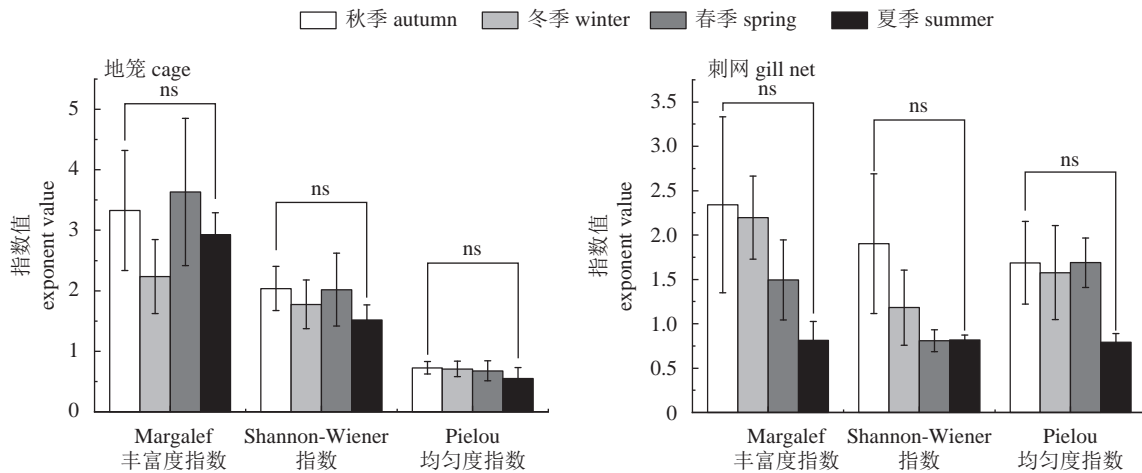 秋季 autumn 冬季 winter 春季 spring 夏季 summer
地笼 cage
5
4
3
2
1
0
指数值
exponent value
ns
ns
ns
Margalef
丰富度指数
Shannon-Wiener
指数
Pielou
均匀度指数
刺网 gill net
3.5
3.0
2.5
2.0
1.5
1.0
0.5
0
指数值
exponent value
ns
ns
ns
Margalef
丰富度指数
Shannon-Wiener
指数
Pielou
均匀度指数